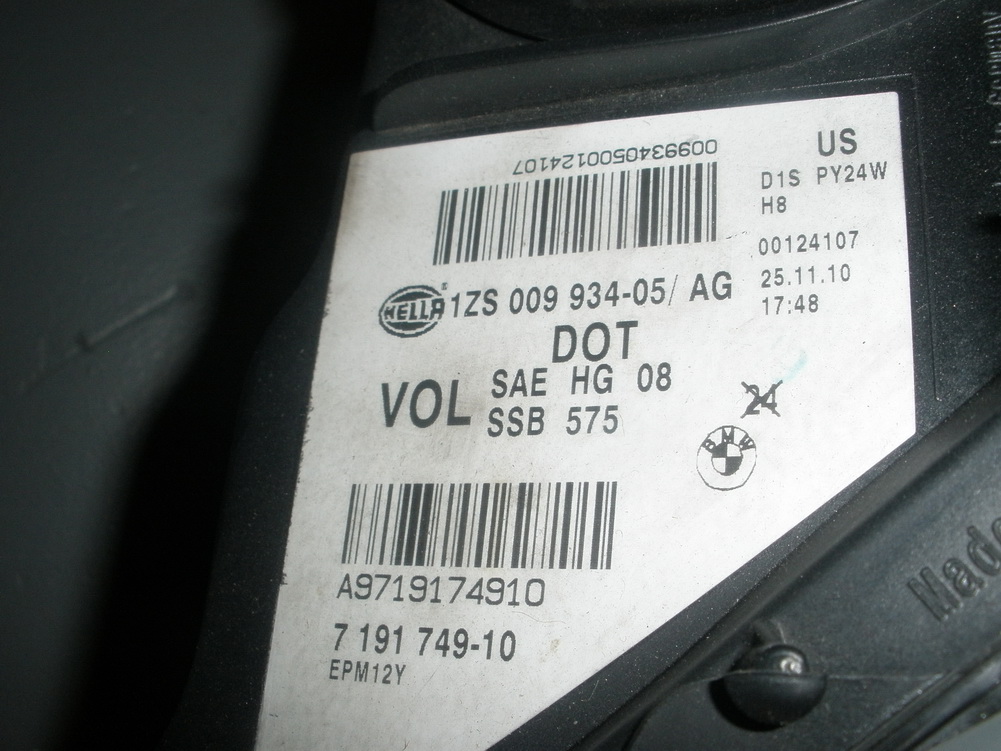 0099340500124107
US
D1S PY24W
H8
00124107
25.11.10
17:48
HELLA 1ZS 009 934-05/ AG
DOT
VOL SAE HG 08
SSB 575
24
BMW
A9719174910
7 191 749-10
EPM12Y
Made